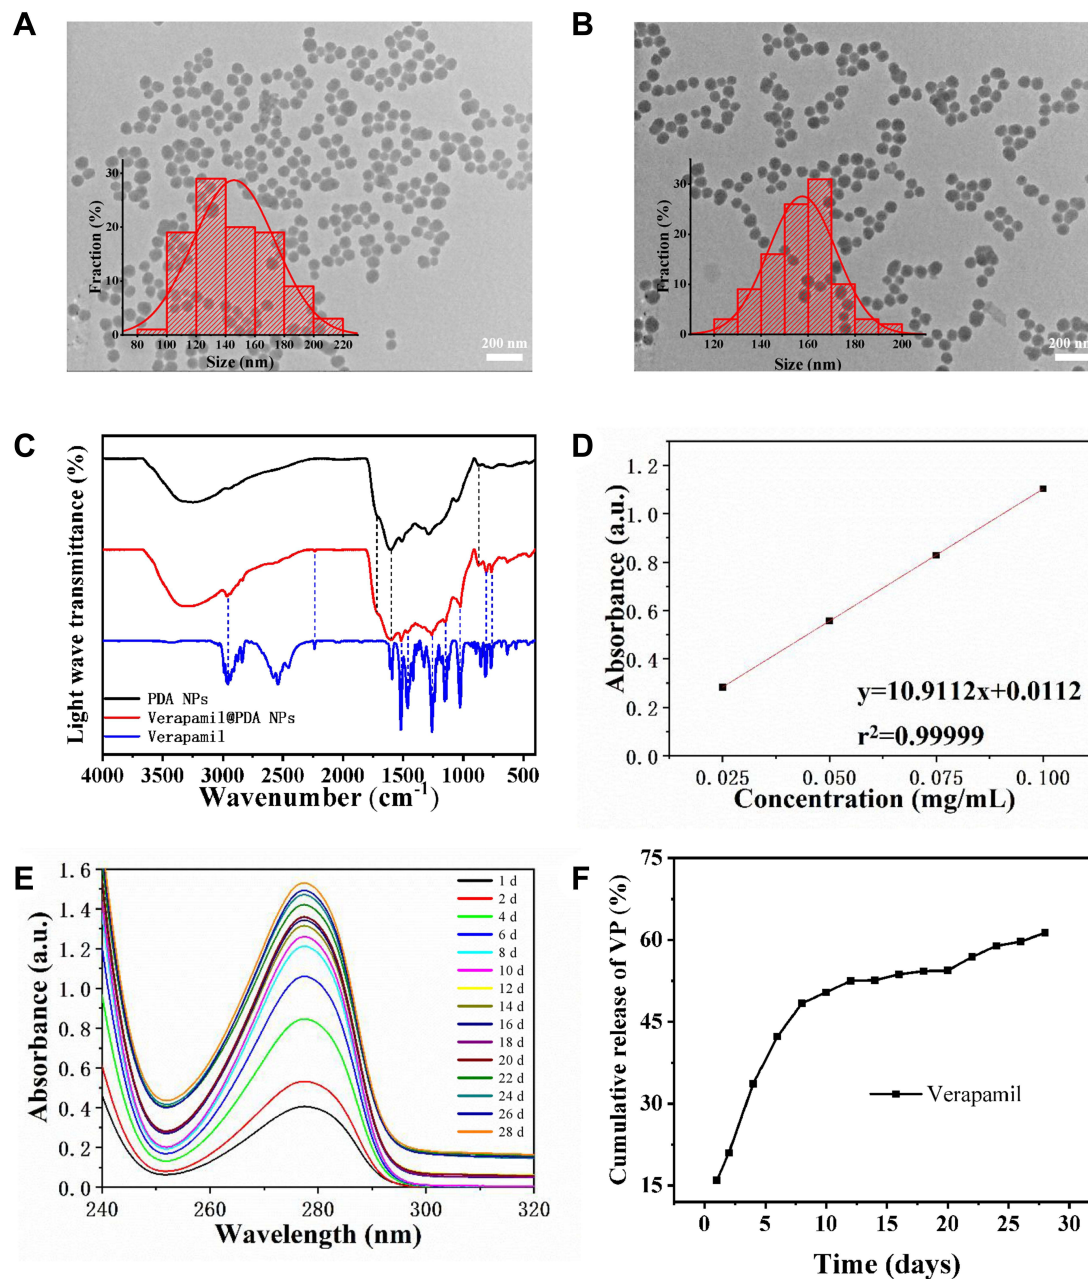 A
B
30
20
10
0
Fraction (%)
80 100 120 140 160 180 200 220
Size (nm)
200 nm
30
20
10
0
Fraction (%)
120 140 160 180 200
Size (nm)
200 nm
C
Light wave transmittance (%)
PDA NPs
Verapamil@PDA NPs
Verapamil
4000 3500 3000 2500 2000 1500 1000 500
Wavenumber (cm⁻¹)
D
Absorbance (a.u.)
1.2
1.0
0.8
0.6
0.4
0.2
0.0
y=10.9112x+0.0112
r²=0.99999
0.025 0.050 0.075 0.100
Concentration (mg/mL)
E
Absorbance (a.u.)
1.6
1.4
1.2
1.0
0.8
0.6
0.4
0.2
0.0
1 d
2 d
4 d
6 d
8 d
10 d
12 d
14 d
16 d
18 d
20 d
22 d
24 d
26 d
28 d
240 260 280 300 320
Wavelength (nm)
F
Cumulative release of VP (%)
75
60
45
30
15
Verapamil
0 5 10 15 20 25 30
Time (days)